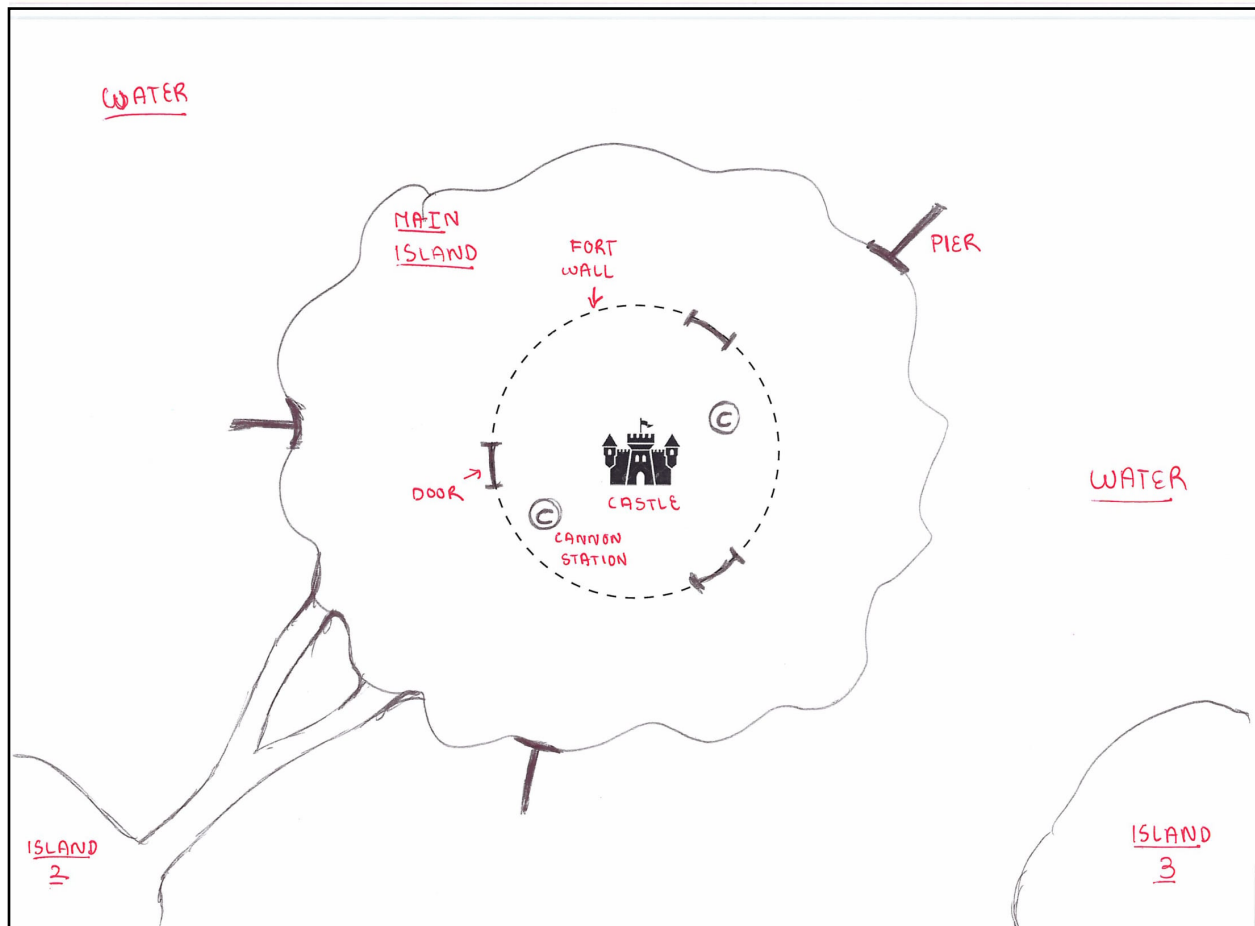 WATER
MAIN
ISLAND
FORT
WALL
PIER
C
DOOR
CASTLE
C
CANNON
STATION
WATER
ISLAND
2
ISLAND
3